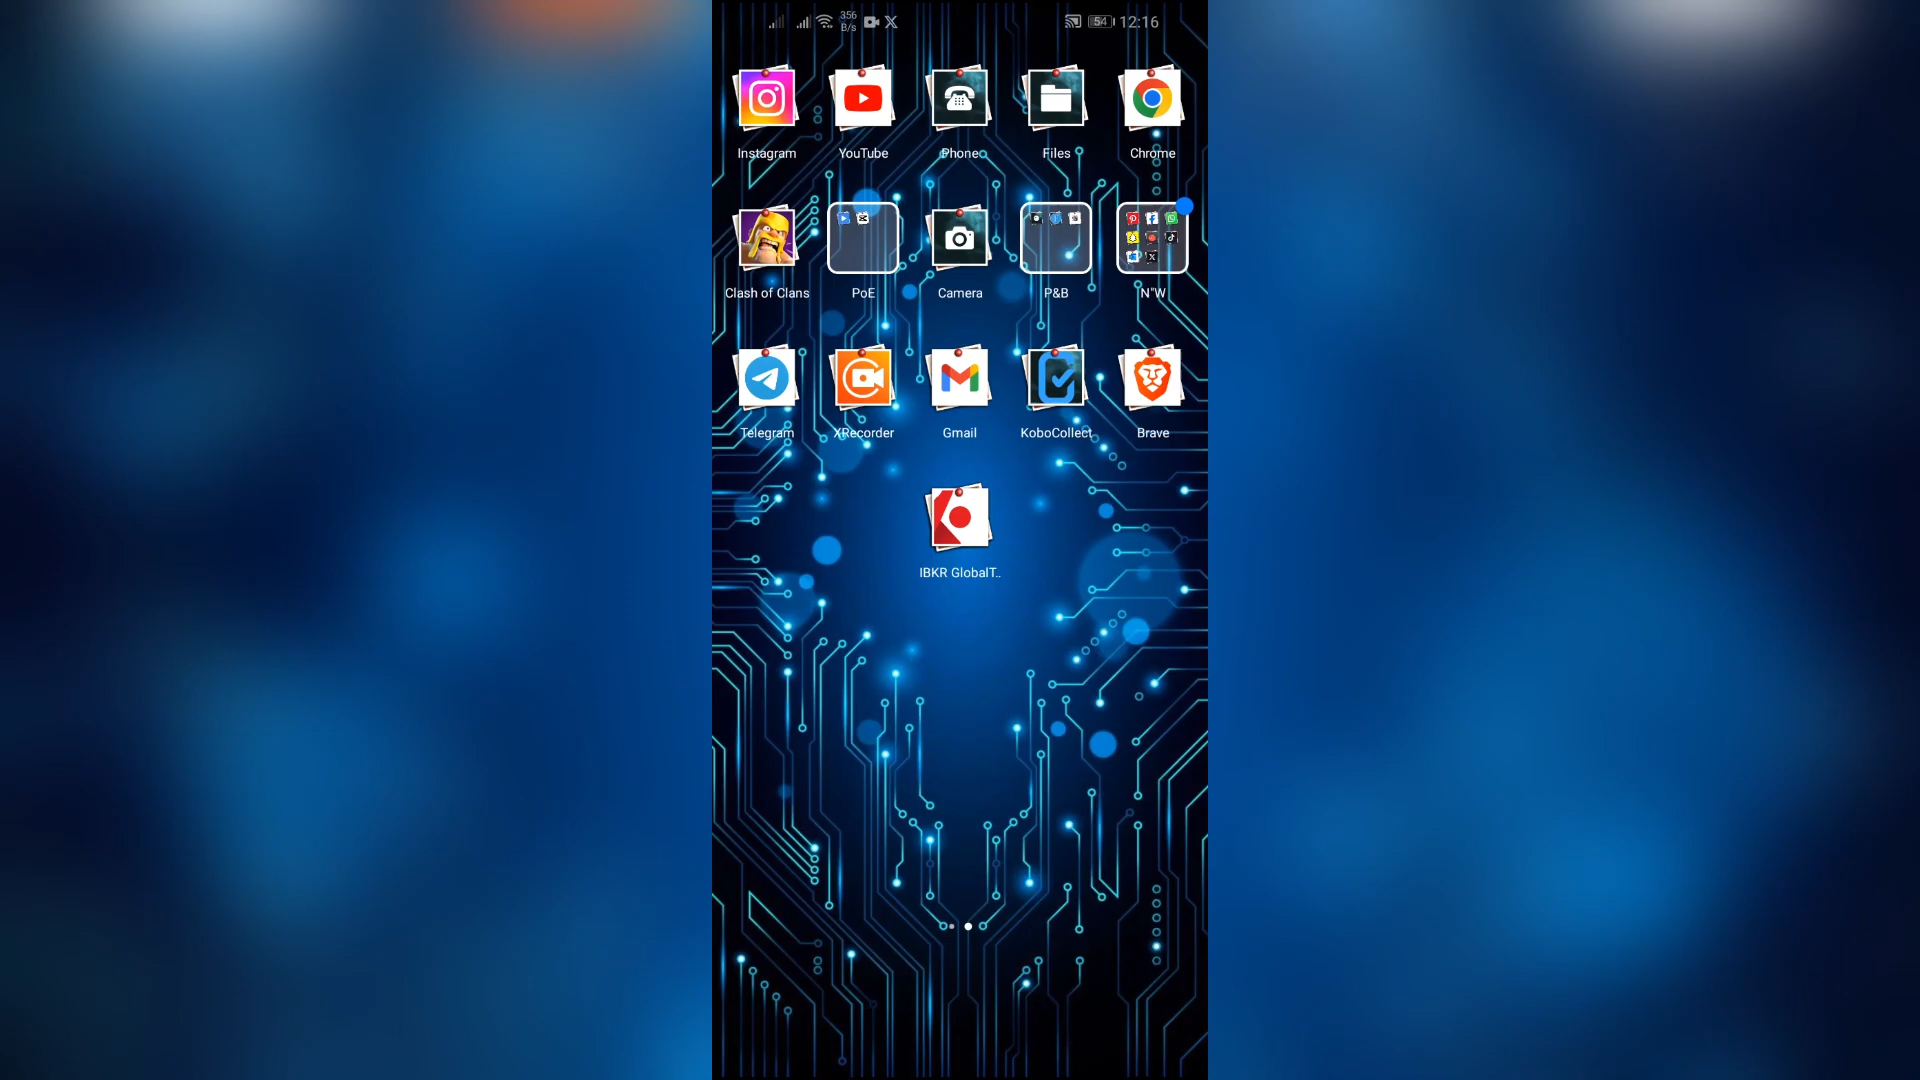 356 B/s 54 12:16
Instagram YouTube Phone Files Chrome
Clash of Clans PoE Camera P&B N"W
Telegram XRecorder Gmail KoboCollect Brave
IBKR GlobalT..